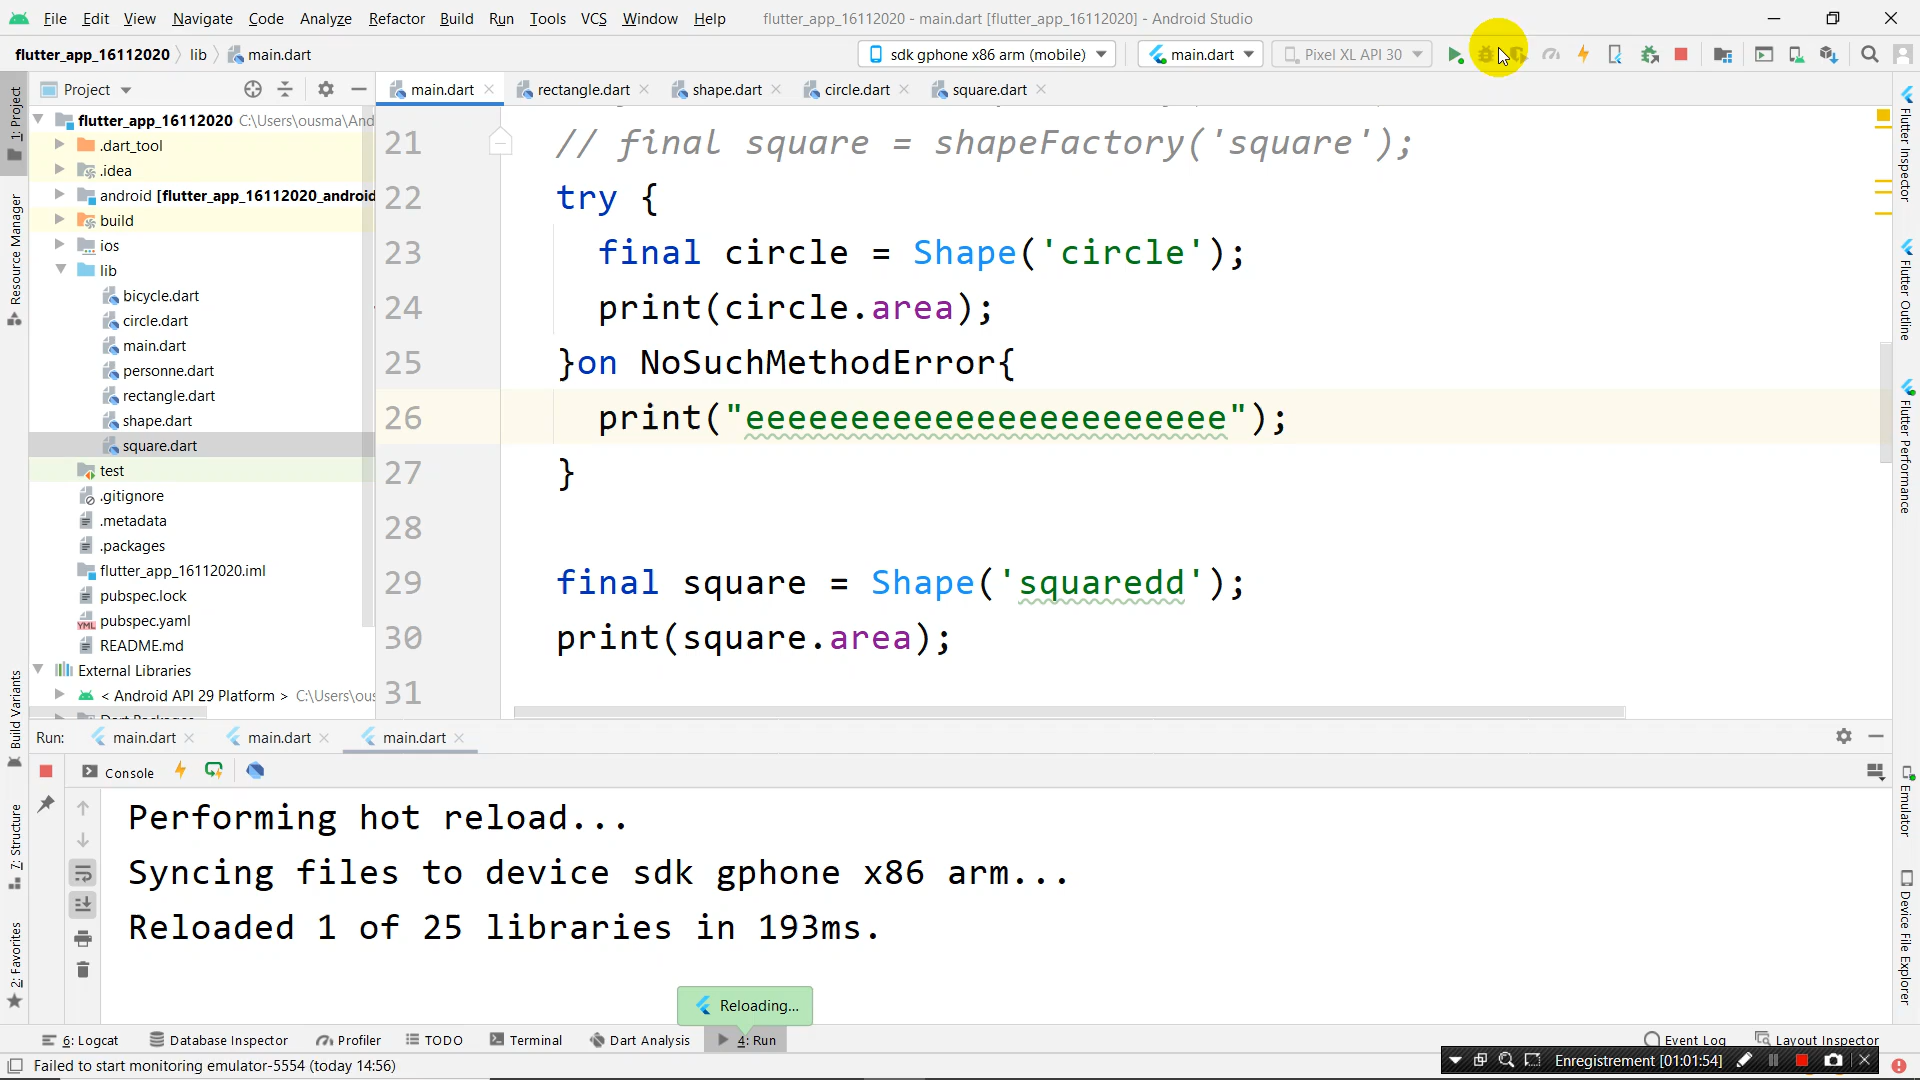 File Edit View Navigate Code Analyze Refactor Build Run Tools VCS Window Help flutter_app_16112020 - main.dart [flutter_app_16112020] - Android Studio
flutter_app_16112020 lib main.dart sdk gphone x86 arm (mobile) main.dart Pixel XL API 30
1: Project
Resource Manager
Build Variants
7: Structure
2: Favorites
Project
flutter_app_16112020 C:\Users\ousma\And
.dart_tool
.idea
android [flutter_app_16112020_android
build
ios
lib
bicycle.dart
circle.dart
main.dart
personne.dart
rectangle.dart
shape.dart
square.dart
test
.gitignore
.metadata
.packages
flutter_app_16112020.iml
pubspec.lock
pubspec.yaml
README.md
External Libraries
< Android API 29 Platform > C:\Users\ous
main.dart rectangle.dart shape.dart circle.dart square.dart
21 // final square = shapeFactory('square');
22 try {
23 final circle = Shape('circle');
24 print(circle.area);
25 }on NoSuchMethodError{
26 print("eeeeeeeeeeeeeeeeeeeeeee");
27 }
28
29 final square = Shape('squaredd');
30 print(square.area);
31
Flutter Inspector
Flutter Outline
Flutter Performance
Emulator
Device File Explorer
Run: main.dart main.dart main.dart
Console
Performing hot reload...
Syncing files to device sdk gphone x86 arm...
Reloaded 1 of 25 libraries in 193ms.
Reloading...
6: Logcat Database Inspector Profiler TODO Terminal Dart Analysis 4: Run Event Log Layout Inspector
Failed to start monitoring emulator-5554 (today 14:56)
Enregistrement [01:01:54]